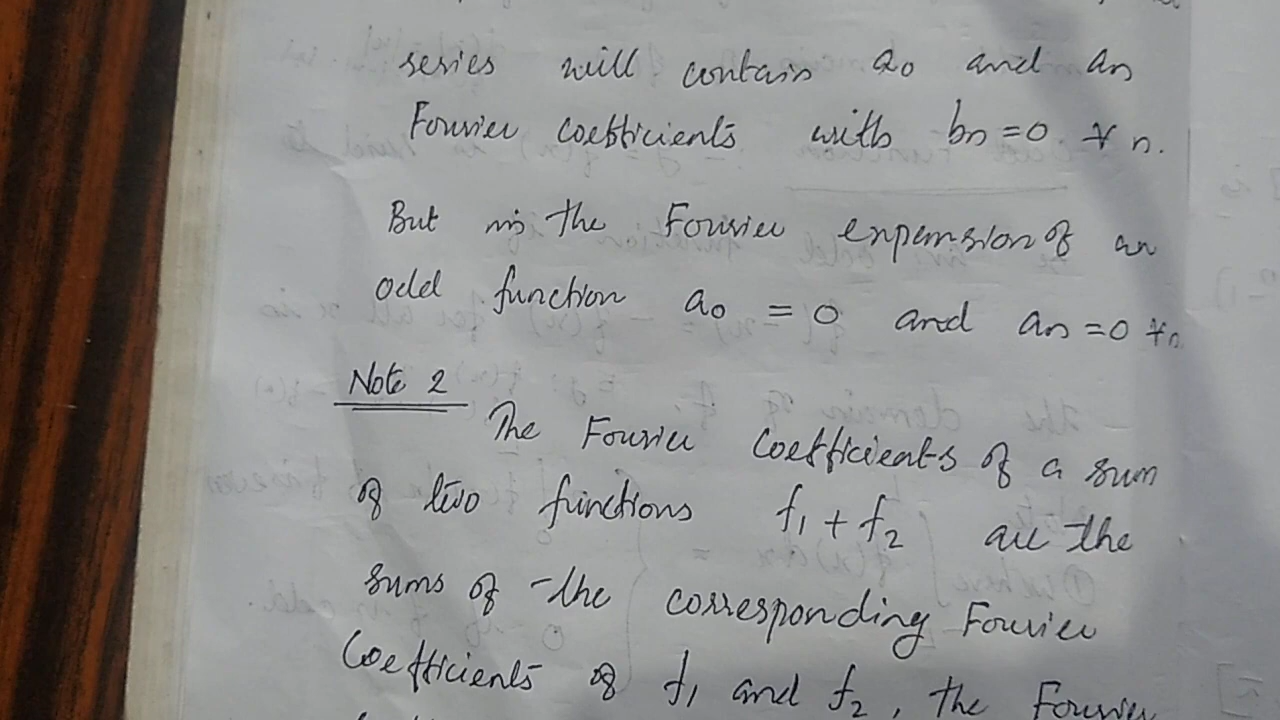 series will contain a₀ and aₙ
Fourier coefficients with bₙ = 0 ∀ n.
But in the Fourier expansion of an
odd function a₀ = 0 and aₙ = 0 ∀ n
Note 2
The Fourier Coefficients of a sum
of two functions f₁ + f₂ are the
sums of the corresponding Fourier
Coefficients of f₁ and f₂, the Fourier